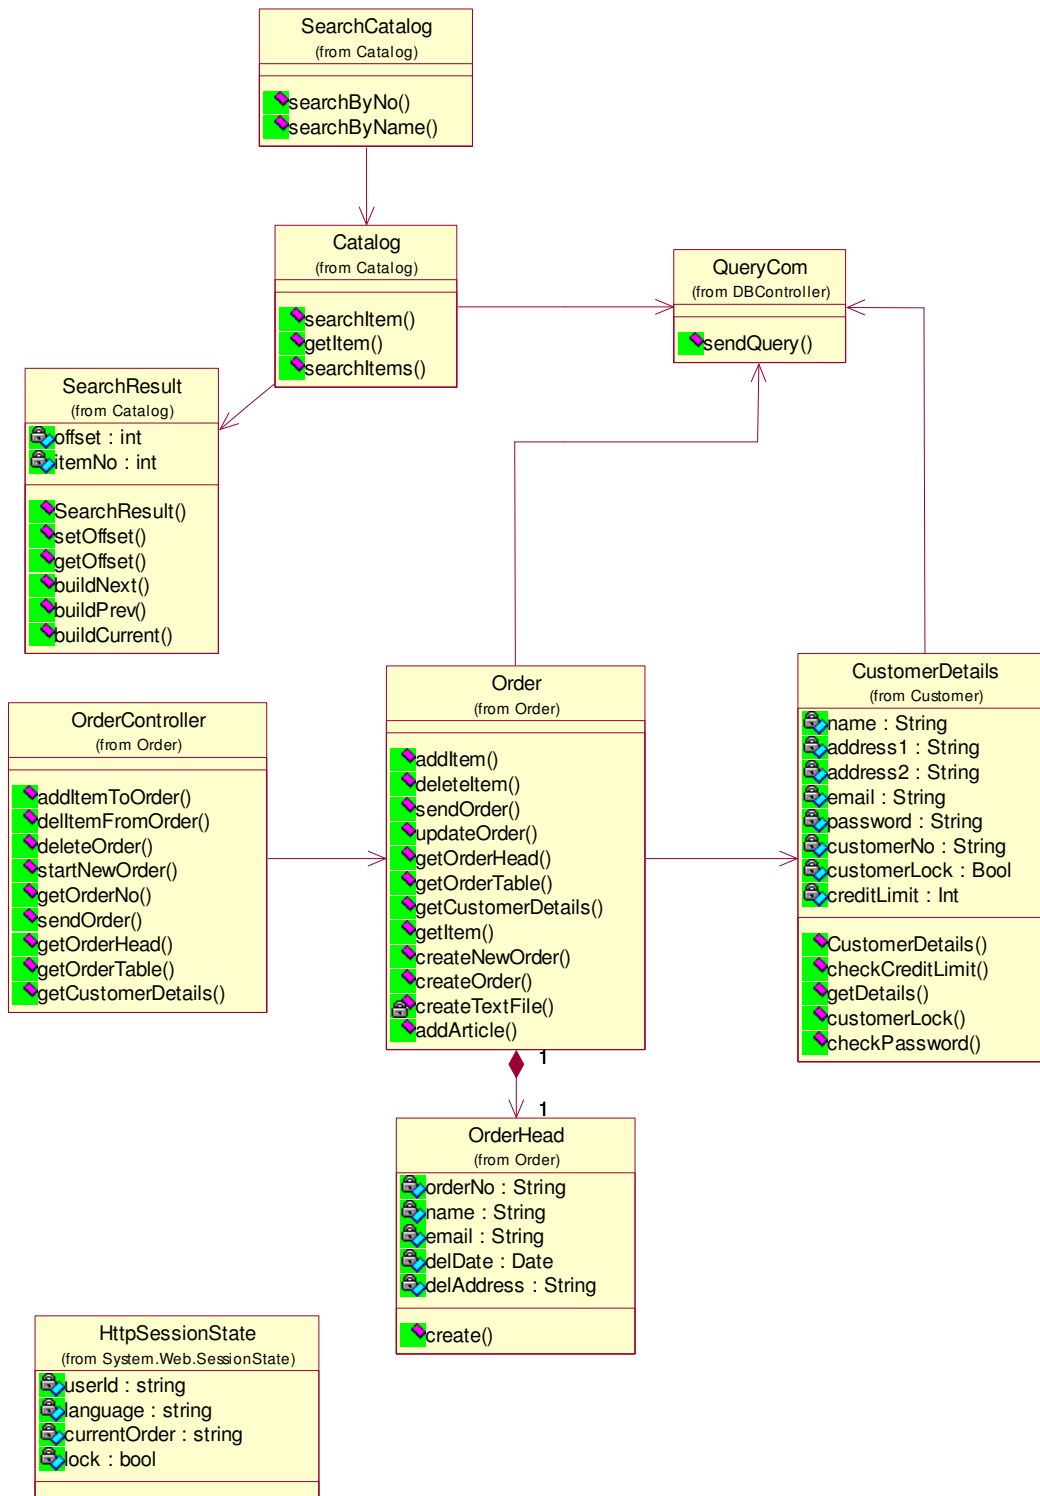 SearchCatalog
(from Catalog)
searchByNo()
searchByName()
Catalog
(from Catalog)
searchItem()
getItem()
searchItems()
QueryCom
(from DBController)
sendQuery()
SearchResult
(from Catalog)
offset : int
itemNo : int
SearchResult()
setOffset()
getOffset()
buildNext()
buildPrev()
buildCurrent()
OrderController
(from Order)
addItemToOrder()
delItemFromOrder()
deleteOrder()
startNewOrder()
getOrderNo()
sendOrder()
getOrderHead()
getOrderTable()
getCustomerDetails()
Order
(from Order)
addItem()
deleteItem()
sendOrder()
updateOrder()
getOrderHead()
getOrderTable()
getCustomerDetails()
getItem()
createNewOrder()
createOrder()
createTextFile()
addArticle()
CustomerDetails
(from Customer)
name : String
address1 : String
address2 : String
email : String
password : String
customerNo : String
customerLock : Bool
creditLimit : Int
CustomerDetails()
checkCreditLimit()
getDetails()
customerLock()
checkPassword()
1
1
OrderHead
(from Order)
orderNo : String
name : String
email : String
delDate : Date
delAddress : String
create()
HttpSessionState
(from System.Web.SessionState)
userId : string
language : string
currentOrder : string
lock : bool